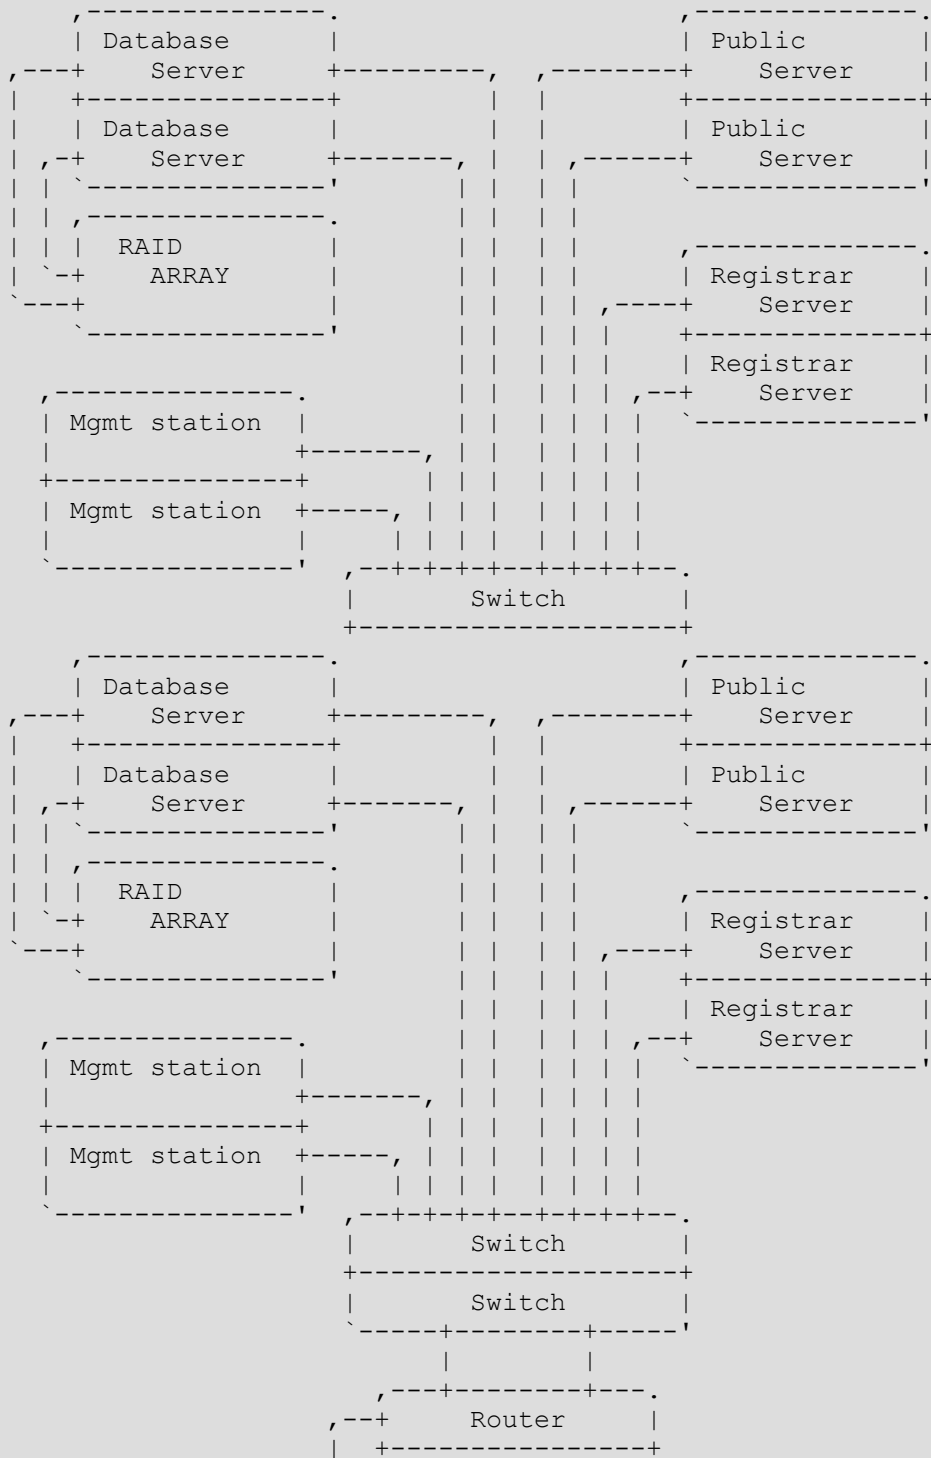 Database Public
Server Server
Database Public
Server Server
RAID Registrar
ARRAY Server
Registrar
Server
Mgmt station
Mgmt station
Switch
Database Public
Server Server
Database Public
Server Server
RAID Registrar
ARRAY Server
Registrar
Server
Mgmt station
Mgmt station
Switch
Switch
Router